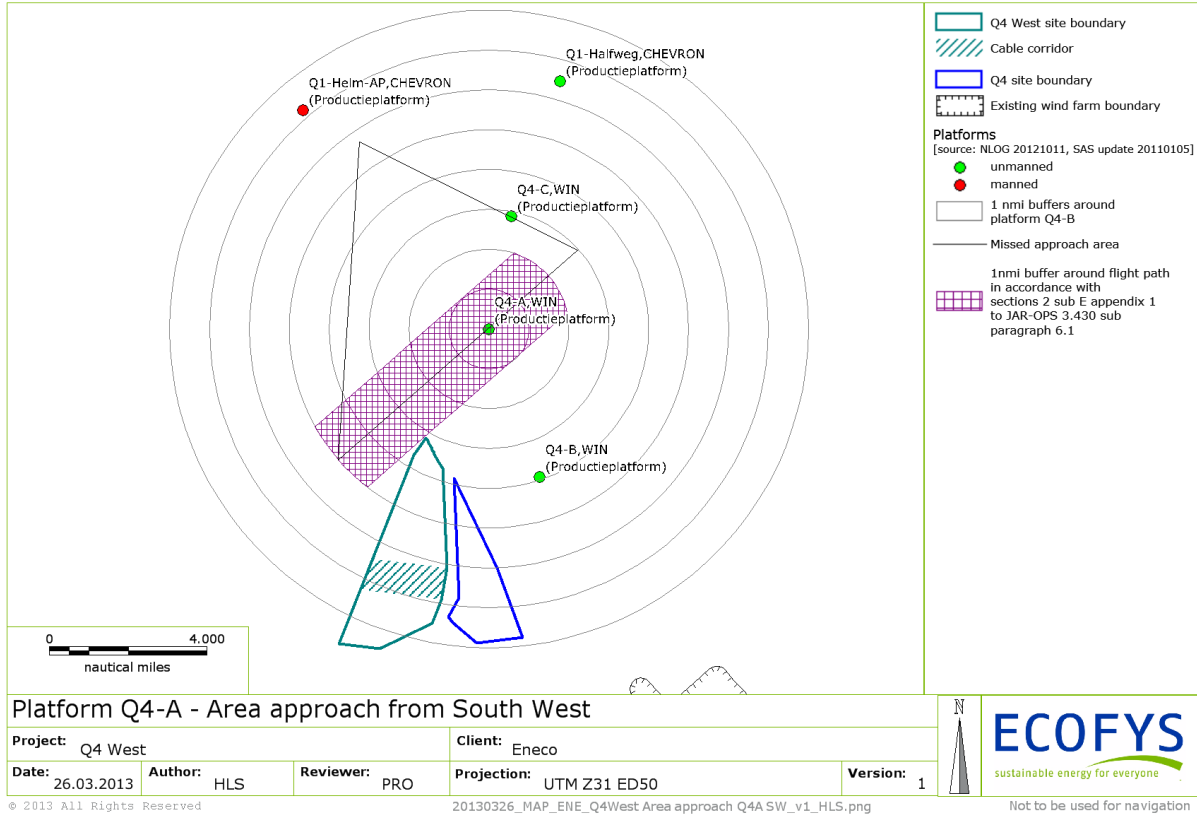 Q1-Halfweg,CHEVRON
(Productieplatform)
Q1-Helm-AP,CHEVRON
(Productieplatform)
Q4-C,WIN
(Productieplatform)
Q4-A,WIN
(Productieplatform)
Q4-B,WIN
(Productieplatform)
0 4.000
nautical miles
Q4 West site boundary
Cable corridor
Q4 site boundary
Existing wind farm boundary
Platforms
[source: NLOG 20121011, SAS update 20110105]
unmanned
manned
1 nmi buffers around
platform Q4-B
Missed approach area
1nmi buffer around flight path
in accordance with
sections 2 sub E appendix 1
to JAR-OPS 3.430 sub
paragraph 6.1
Platform Q4-A - Area approach from South West
Project: Q4 West
Client: Eneco
Date: 26.03.2013
Author: HLS
Reviewer: PRO
Projection: UTM Z31 ED50
Version: 1
N
ECOFYS
sustainable energy for everyone
© 2013 All Rights Reserved
20130326_MAP_ENE_Q4West Area approach Q4A SW_v1_HLS.png
Not to be used for navigation